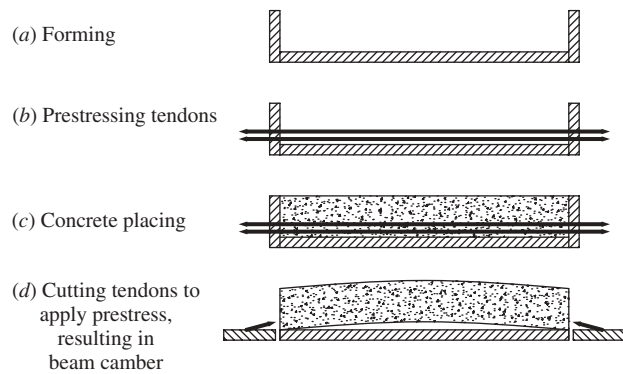 (a) Forming
(b) Prestressing tendons
(c) Concrete placing
(d) Cutting tendons to
apply prestress,
resulting in
beam camber